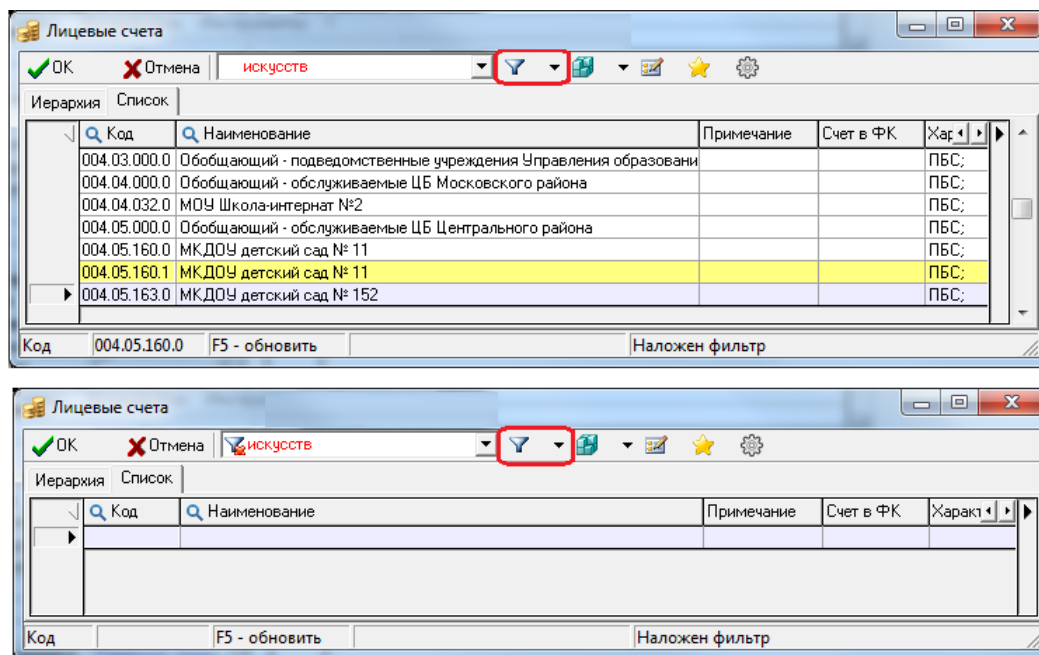 Лицевые счета
OK Отмена искусств
Иерархия Список
Код Наименование Примечание Счет в ФК Хар
004.03.000.0 Обобщающий - подведомственные учреждения Управления образовани ПБС;
004.04.000.0 Обобщающий - обслуживаемые ЦБ Московского района ПБС;
004.04.032.0 МОУ Школа-интернат №2 ПБС;
004.05.000.0 Обобщающий - обслуживаемые ЦБ Центрального района ПБС;
004.05.160.0 МКДОУ детский сад № 11 ПБС;
004.05.160.1 МКДОУ детский сад № 11 ПБС;
004.05.163.0 МКДОУ детский сад № 152 ПБС;
Код 004.05.160.0 F5 - обновить Наложен фильтр
Лицевые счета
OK Отмена искусств
Иерархия Список
Код Наименование Примечание Счет в ФК Характ
Код F5 - обновить Наложен фильтр